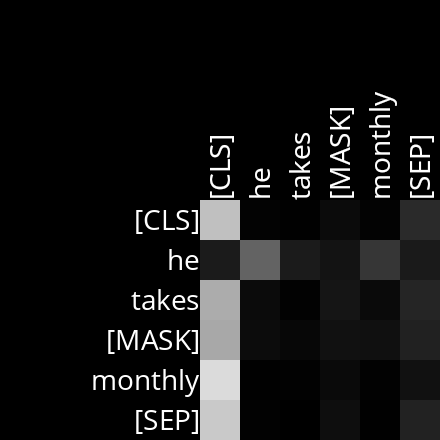 [CLS]
he
takes
[MASK]
monthly
[SEP]
[CLS]
he
takes
[MASK]
monthly
[SEP]